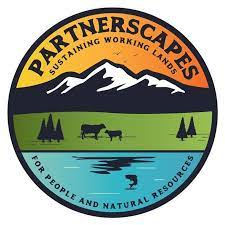 PARTNERSCAPES
SUSTAINING WORKING LANDS
FOR PEOPLE AND NATURAL RESOURCES